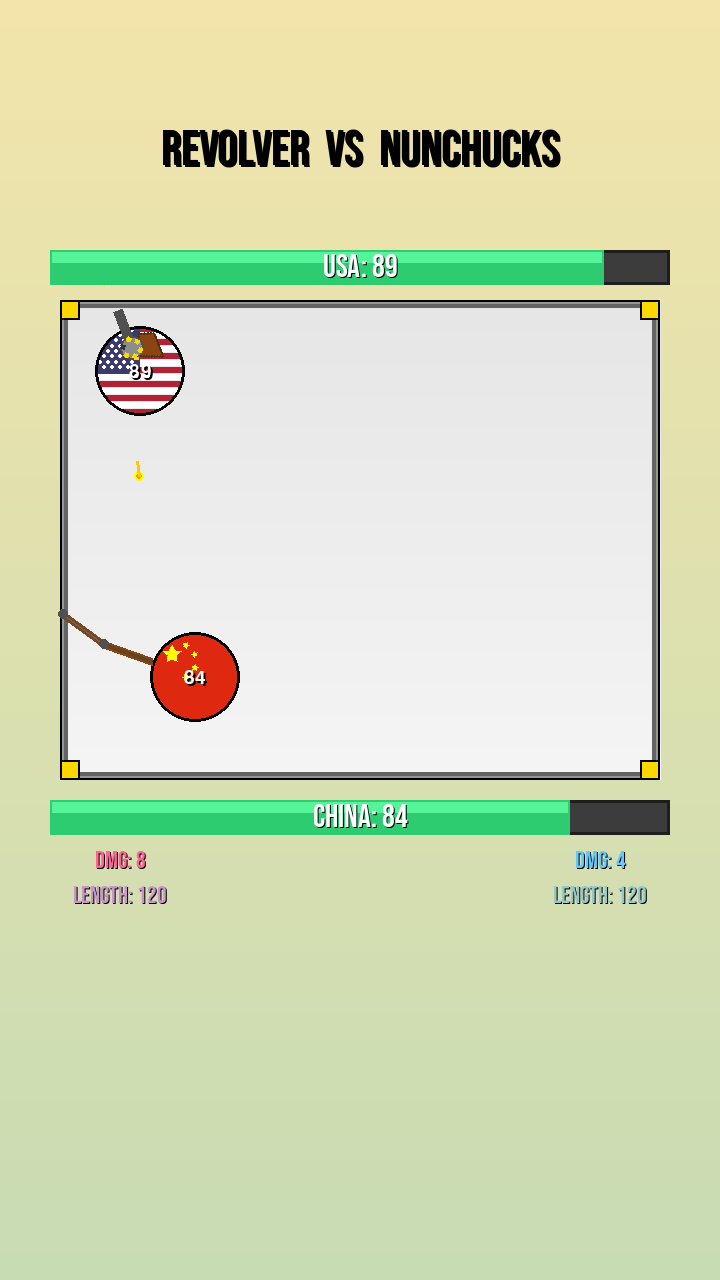 REVOLVER VS NUNCHUCKS
USA: 89
89
84
CHINA: 84
DMG: 8
DMG: 4
LENGTH: 120
LENGTH: 120